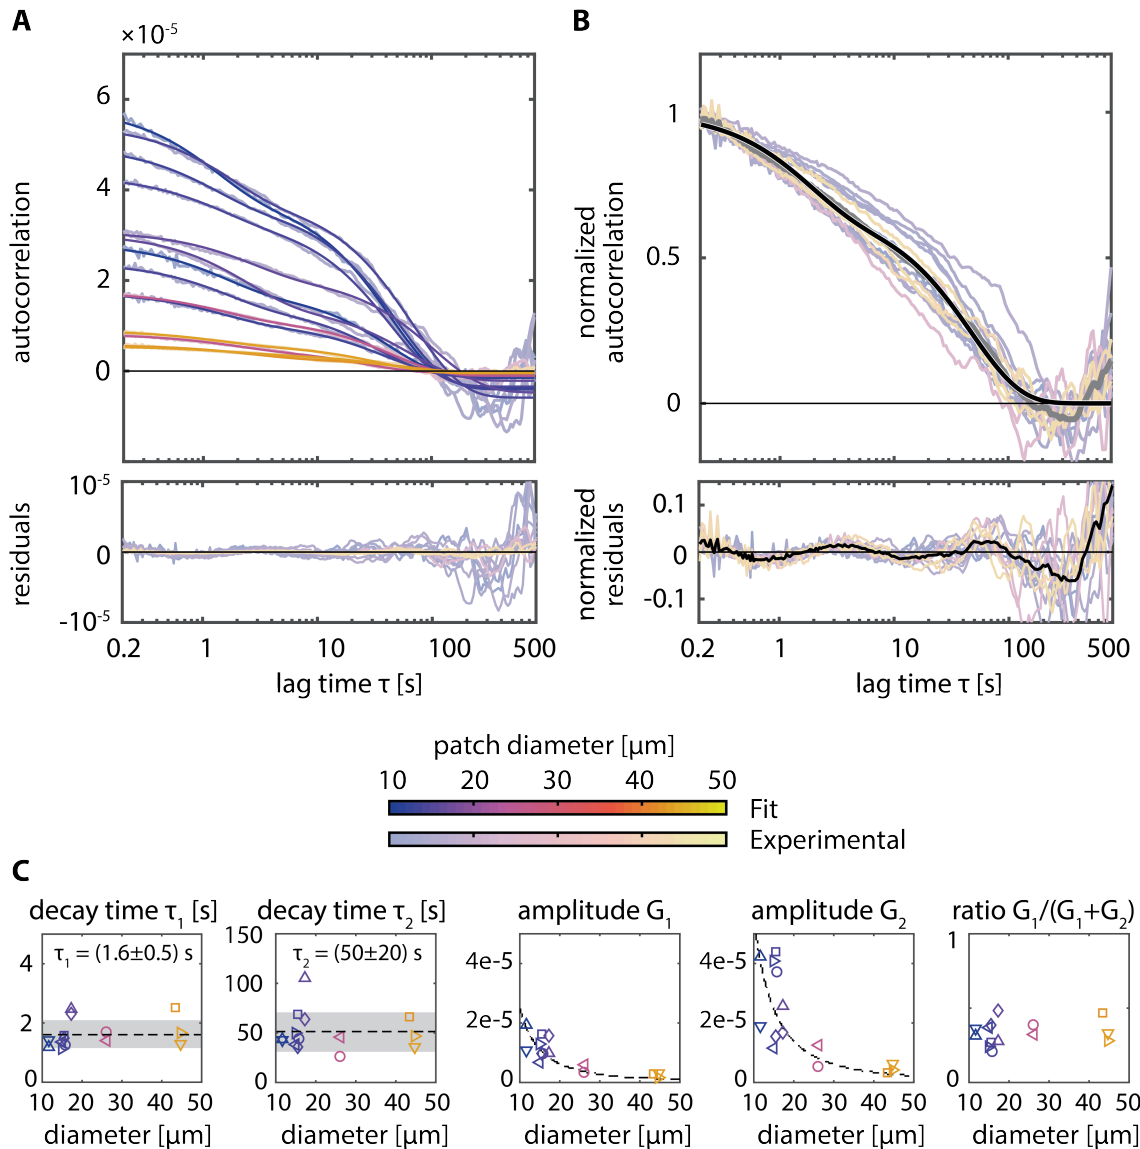 A
×10-5
autocorrelation
6
4
2
0
residuals
10-5
0
-10-5
0.2 1 10 100 500
lag time τ [s]
B
normalized
autocorrelation
1
0.5
0
normalized
residuals
0.1
0
-0.1
0.2 1 10 100 500
lag time τ [s]
patch diameter [μm]
10 20 30 40 50
Fit
Experimental
C
decay time τ1 [s]
τ1 = (1.6±0.5) s
4
2
0
10 20 30 40 50
diameter [μm]
decay time τ2 [s]
τ2 = (50±20) s
150
100
50
0
10 20 30 40 50
diameter [μm]
amplitude G1
4e-5
2e-5
0
10 20 30 40 50
diameter [μm]
amplitude G2
4e-5
2e-5
0
10 20 30 40 50
diameter [μm]
ratio G1/(G1+G2)
1
0
10 20 30 40 50
diameter [μm]